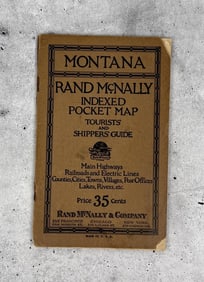 MONTANA
RAND McNALLY
INDEXED
POCKET MAP
TOURISTS'
AND
SHIPPERS' GUIDE
Main Highways
Railroads and Electric Lines
Counties, Cities, Towns, Villages, Post Offices
Lakes, Rivers, etc.
Price 35 Cents
RAND McNALLY & COMPANY